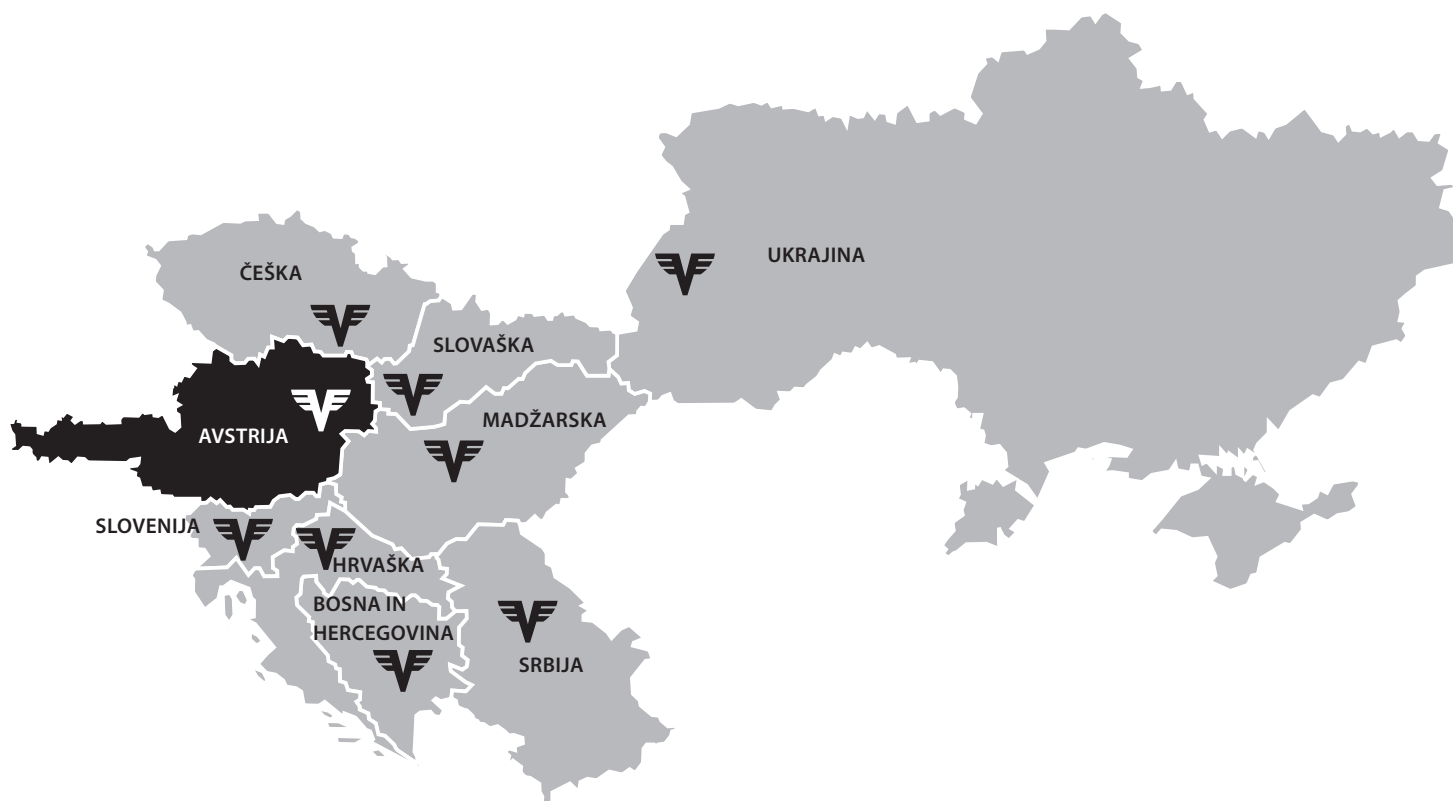 UKRAJINA
ČEŠKA
SLOVAŠKA
MADŽARSKA
AVSTRIJA
SLOVENIJA
HRVAŠKA
BOSNA IN
HERCEGOVINA
SRBIJA